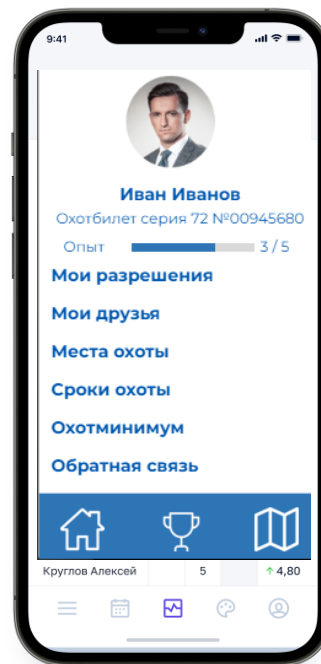 9:41
Иван Иванов
Охотбилет серия 72 №00945680
Опыт 3 / 5
Мои разрешения
Мои друзья
Места охоты
Сроки охоты
Охотминимум
Обратная связь
Круглов Алексей 5 4,80